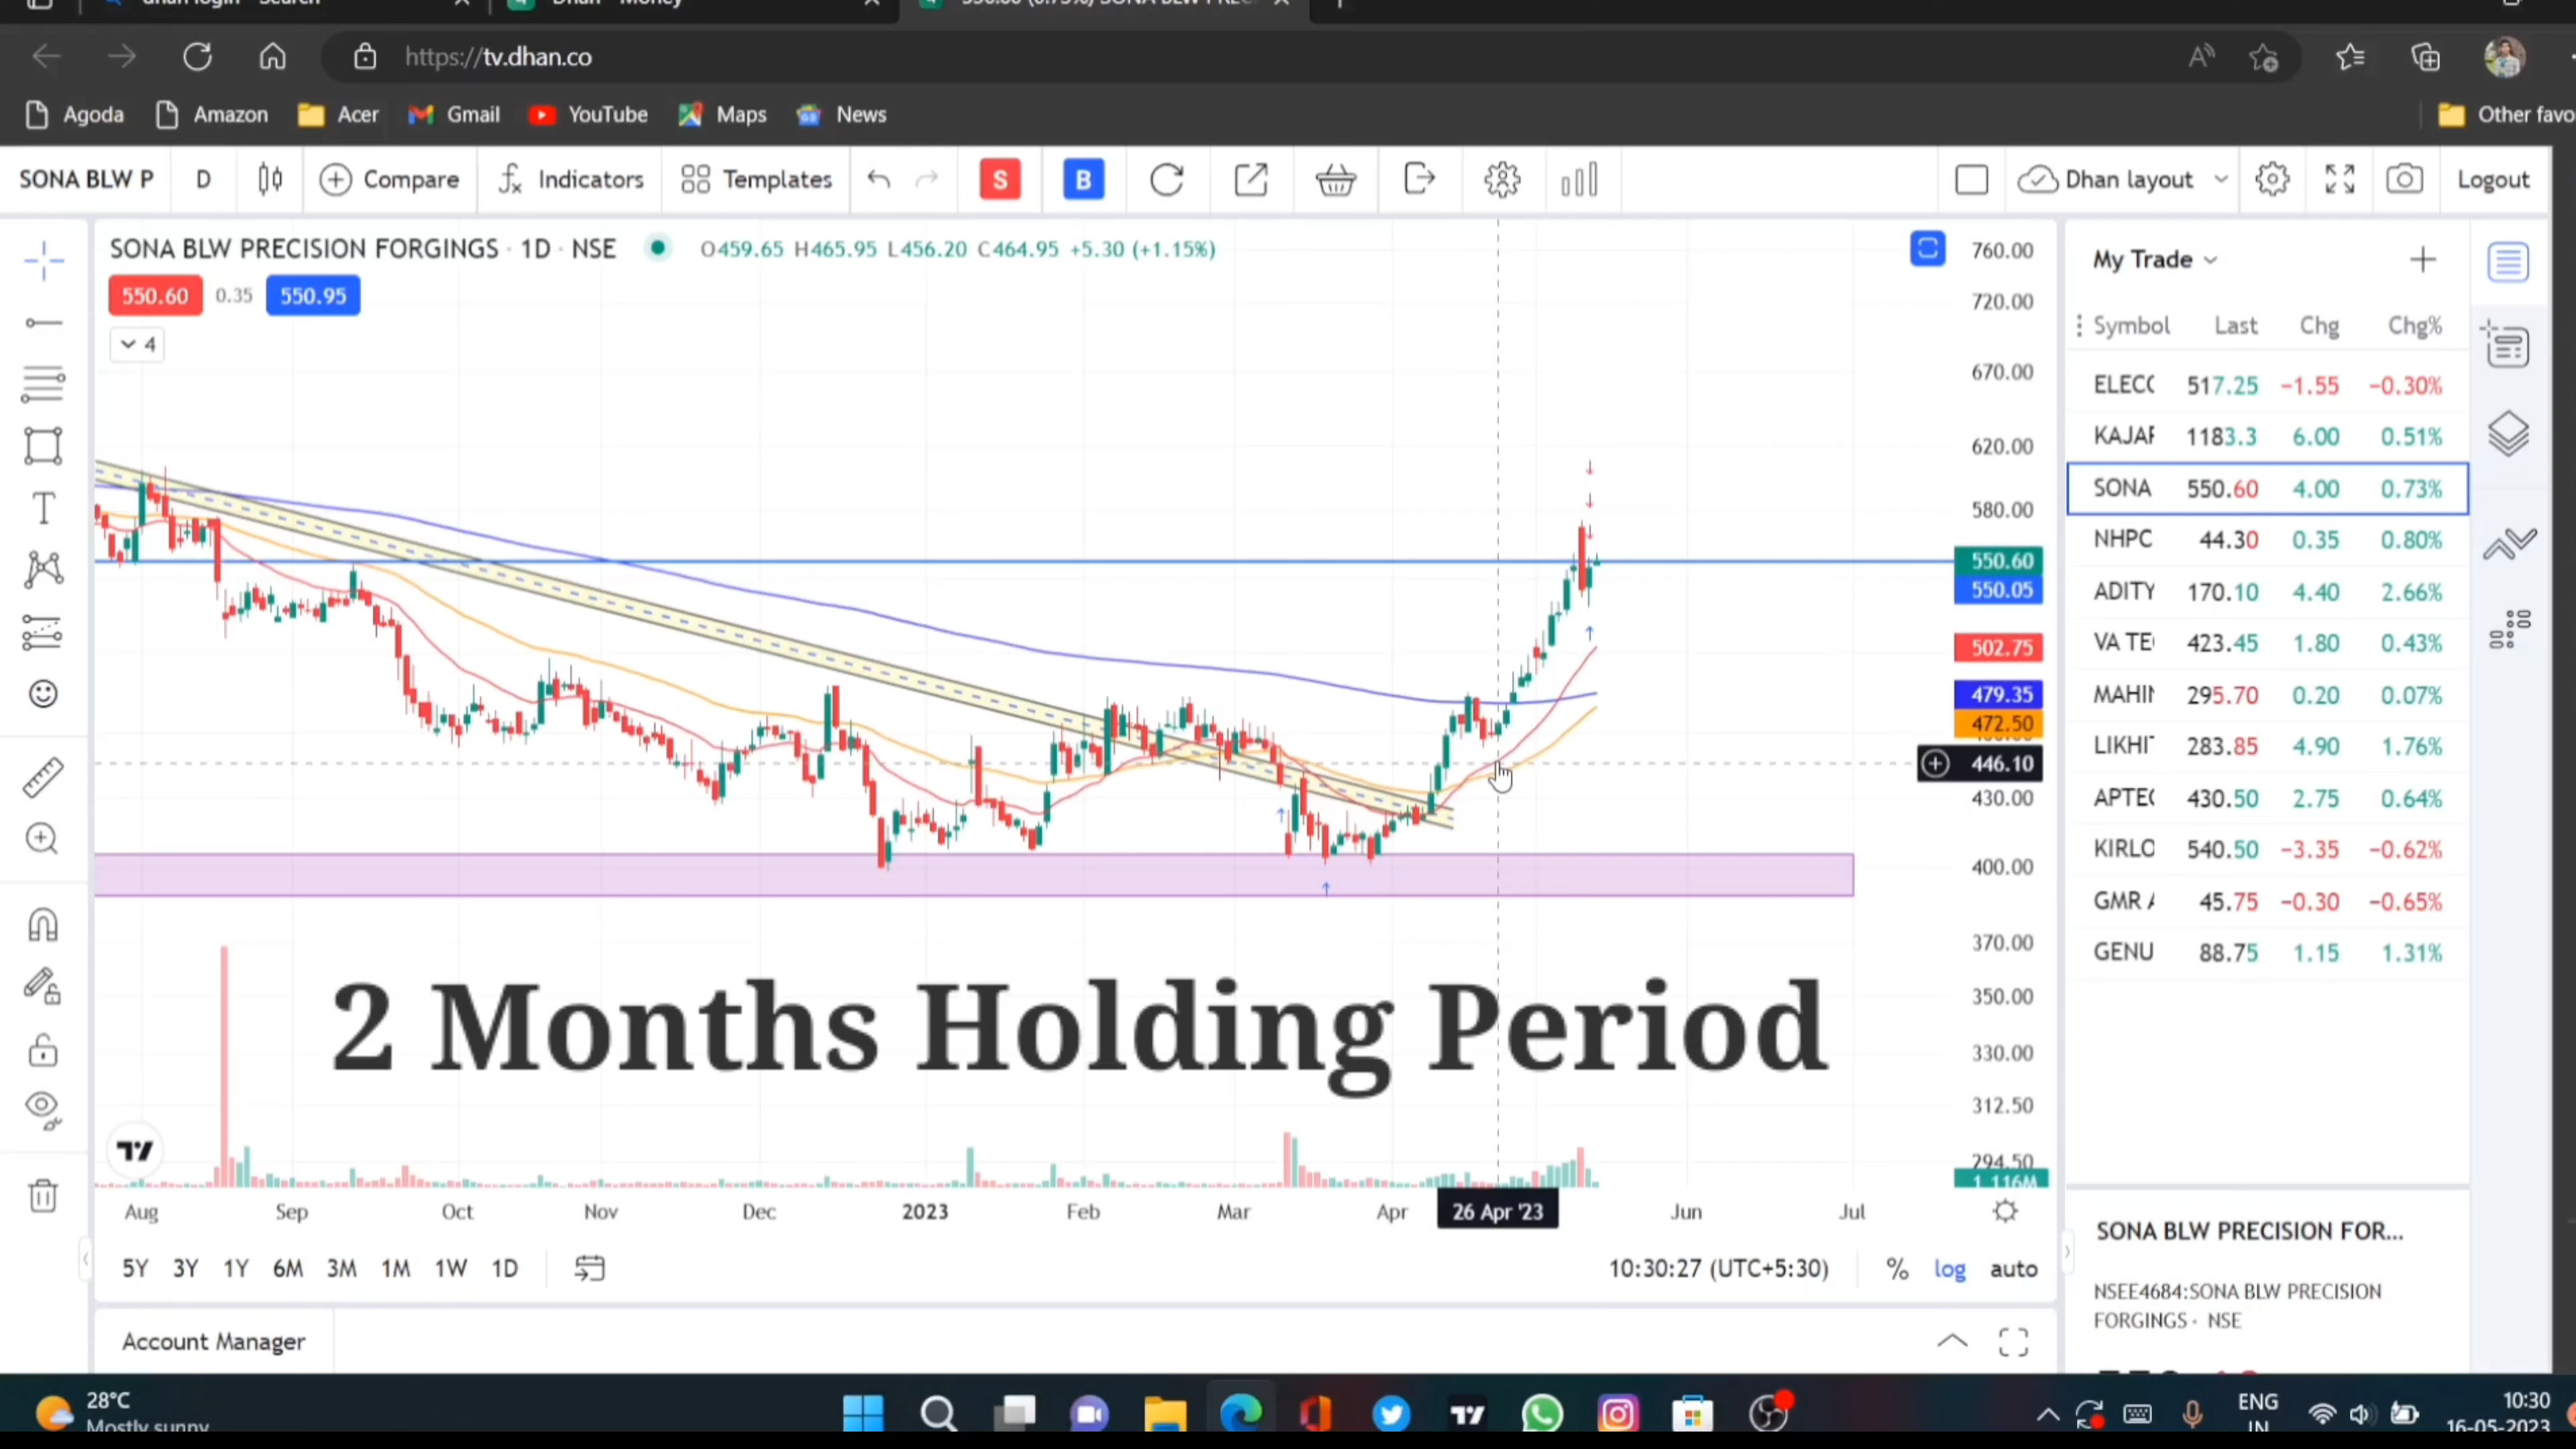 https://tv.dhan.co
Agoda Amazon Acer Gmail YouTube Maps News Other favo
SONA BLW P D Compare Indicators Templates S B Dhan layout Logout
SONA BLW PRECISION FORGINGS · 1D · NSE O459.65 H465.95 L456.20 C464.95 +5.30 (+1.15%)
550.60 0.35 550.95
4
760.00
720.00
670.00
620.00
580.00
550.60
550.05
502.75
479.35
472.50
446.10
430.00
400.00
370.00
350.00
330.00
312.50
294.50
1.116M
2 Months Holding Period
Aug Sep Oct Nov Dec 2023 Feb Mar Apr 26 Apr '23 Jun Jul
5Y 3Y 1Y 6M 3M 1M 1W 1D 10:30:27 (UTC+5:30) % log auto
Account Manager
My Trade
Symbol Last Chg Chg%
ELECC 517.25 −1.55 −0.30%
KAJAF 1183.3 6.00 0.51%
SONA 550.60 4.00 0.73%
NHPC 44.30 0.35 0.80%
ADITY 170.10 4.40 2.66%
VA TE 423.45 1.80 0.43%
MAHIN 295.70 0.20 0.07%
LIKHIT 283.85 4.90 1.76%
APTEC 430.50 2.75 0.64%
KIRLO 540.50 −3.35 −0.62%
GMR 45.75 −0.30 −0.65%
GENU 88.75 1.15 1.31%
SONA BLW PRECISION FOR...
NSEE4684:SONA BLW PRECISION
FORGINGS · NSE
28°C
Mostly sunny
ENG
IN
10:30
16-05-2023